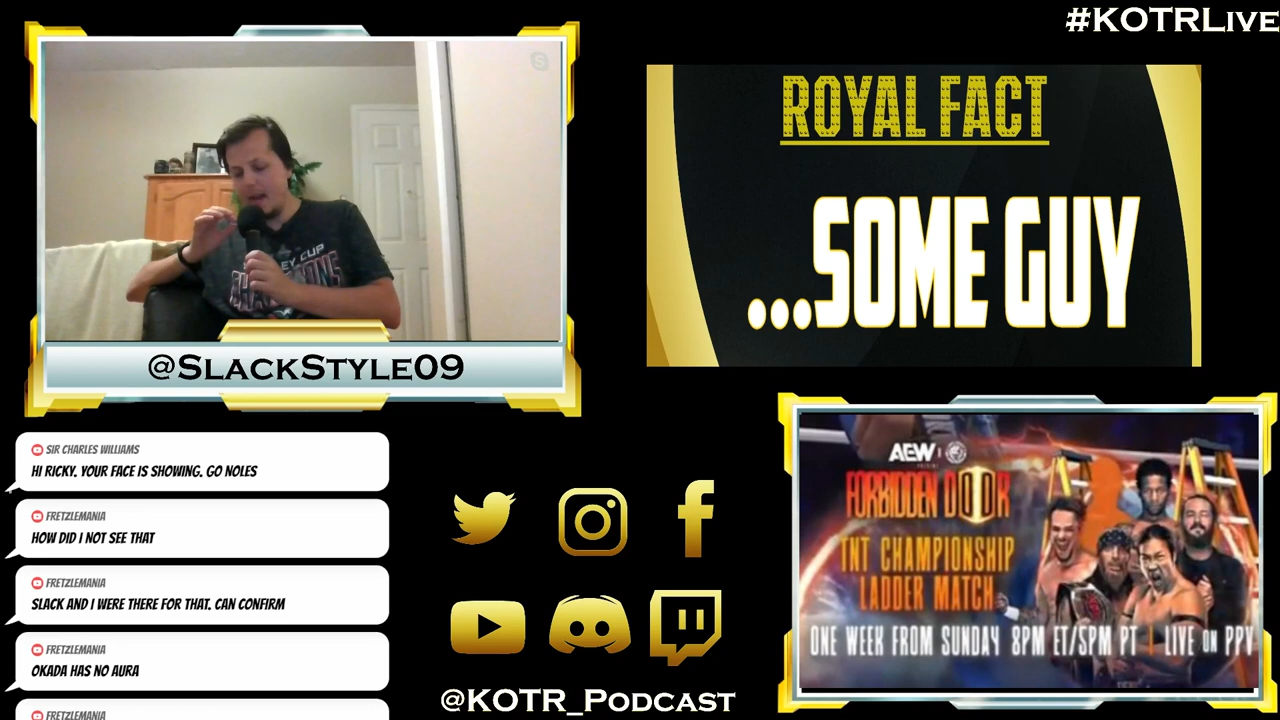 #KOTRLive
ROYAL FACT
...SOME GUY
@SlackStyle09
SIR CHARLES WILLIAMS
HI RICKY. YOUR FACE IS SHOWING. GO NOLES
FRETZLEMANIA
HOW DID I NOT SEE THAT
FRETZLEMANIA
SLACK AND I WERE THERE FOR THAT. CAN CONFIRM
FRETZLEMANIA
OKADA HAS NO AURA
FRETZLEMANIA
@KOTR_Podcast
AEW
FORBIDDEN DOOR
TNT CHAMPIONSHIP
LADDER MATCH
ONE WEEK FROM SUNDAY 8PM ET/5PM PT | LIVE ON PPV